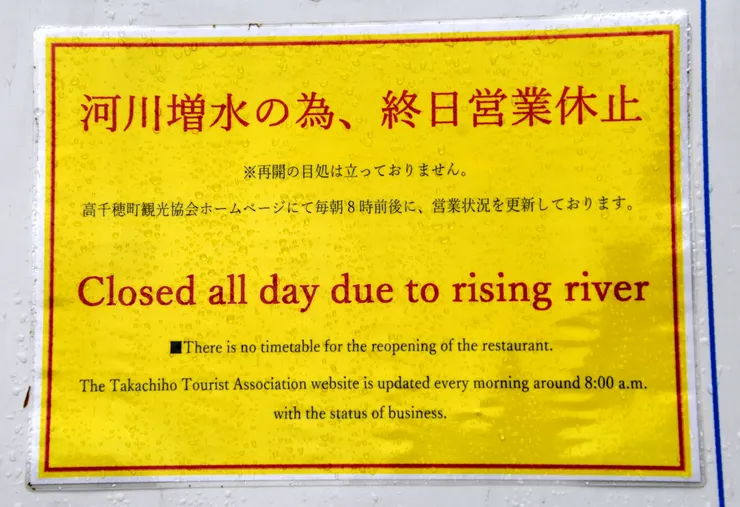 河川増水の為、終日営業休止
※再開の目処は立っておりません。
高千穂町観光協会ホームページにて毎朝8時前後に、営業状況を更新しております。
Closed all day due to rising river
■There is no timetable for the reopening of the restaurant.
The Takachiho Tourist Association website is updated every morning around 8:00 a.m.
with the status of business.